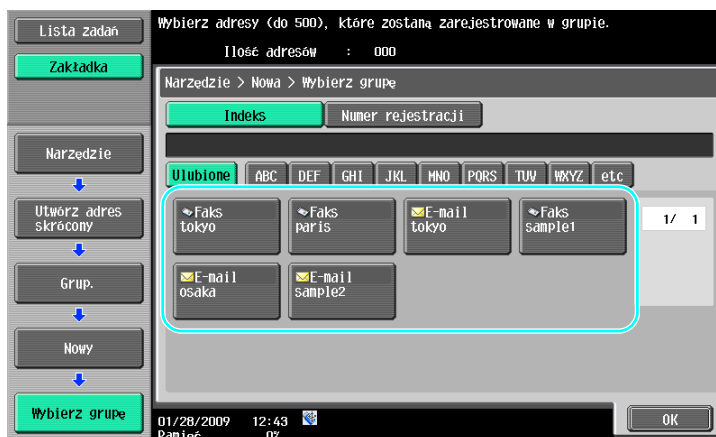 Lista zadań
Zakładka
Narzędzie
Utwórz adres
skrócony
Grup.
Nowy
Wybierz grupę
Wybierz adresy (do 500), które zostaną zarejestrowane w grupie.
Ilość adresów : 000
Narzędzie > Nowa > Wybierz grupę
Indeks Numer rejestracji
Ulubione ABC DEF GHI JKL MNO PQRS TUV WXYZ etc
Faks Faks E-mail Faks
tokyo paris tokyo sample1
1/ 1
E-mail E-mail
osaka sample2
01/28/2009 12:43
Pamięć 0%
OK